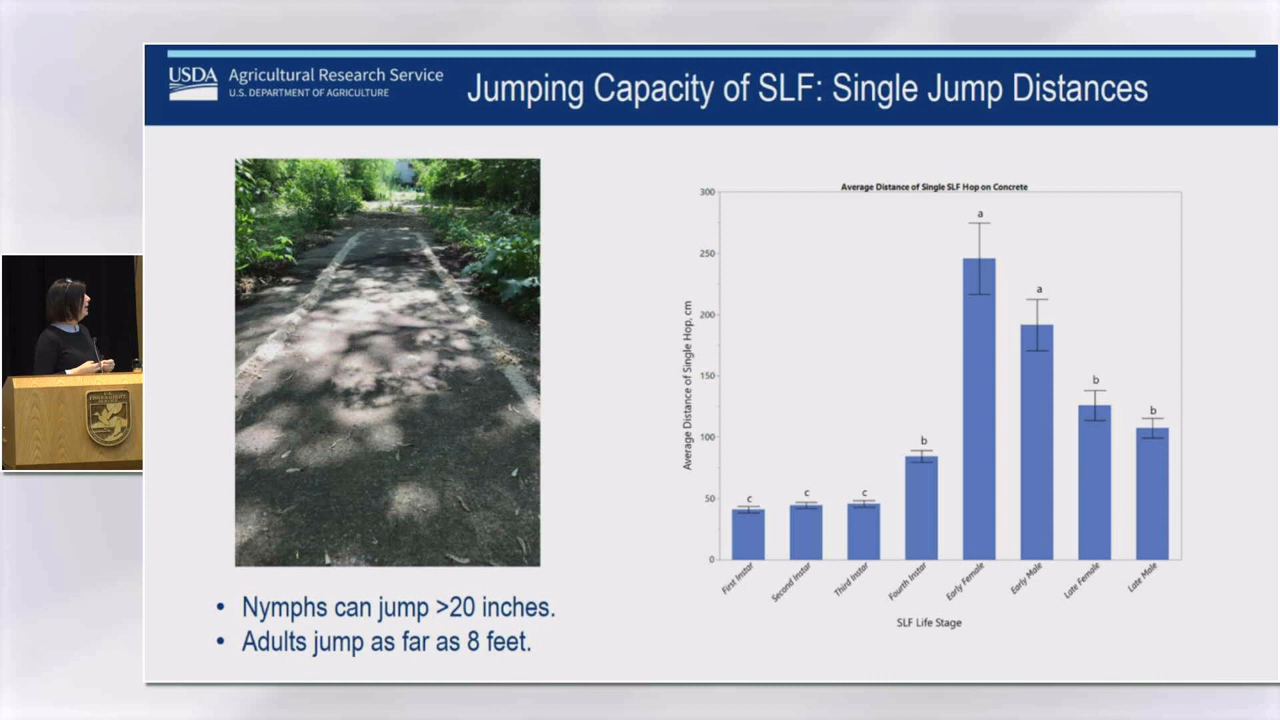 USDA
Agricultural Research Service
U.S. DEPARTMENT OF AGRICULTURE
Jumping Capacity of SLF: Single Jump Distances
Average Distance of Single SLF Hop on Concrete
Average Distance of Single Hop, cm
300
250
200
150
100
50
0
c
c
c
b
a
a
b
b
First Instar
Second Instar
Third Instar
Fourth Instar
Early Female
Early Male
Late Female
Late Male
SLF Life Stage
• Nymphs can jump >20 inches.
• Adults jump as far as 8 feet.